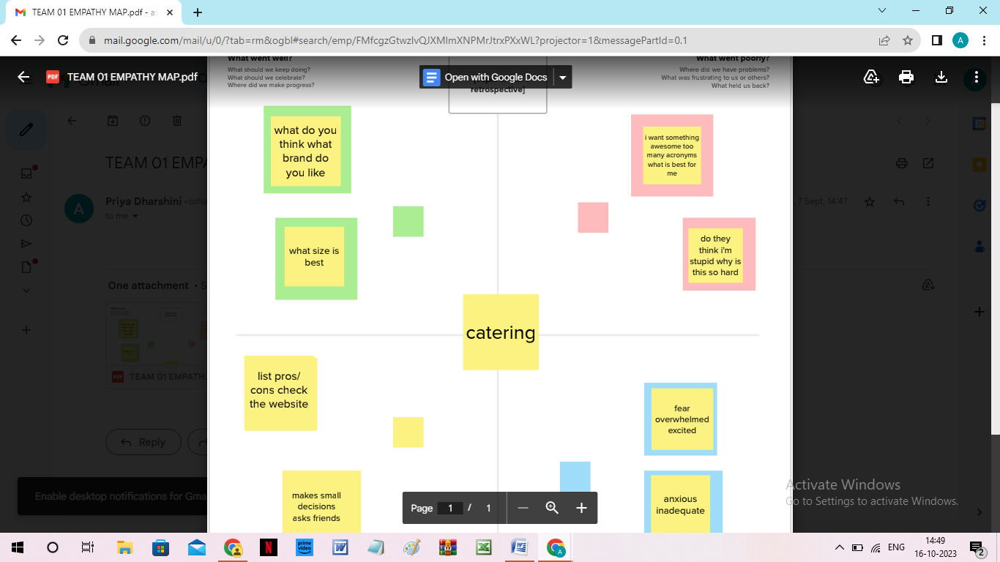 TEAM 01 EMPATHY MAP.pdf - as
mail.google.com/mail/u/0/?tab=rm&ogbl#search/emp/FMfcgzGtwzlvQJXMlmXNPMrJtrxPXxWL?projector=1&messagePartId=0.1
A
What went well?
What should we keep doing?
What should we celebrate?
Where did we make progress?
What went poorly?
Where did we have problems?
What was frustrating to us or others?
What held us back?
PDF
TEAM 01 EMPATHY MAP.pdf
Open with Google Docs
retrospective]
TEAM 01 EMPA
A
Priya Dharshini <asha
to me
7 Sept, 14:47
One attachment • S
PDF
TEAM 01 EMPATH.
Reply
Enable desktop notifications for Gma
what do you
think what
brand do
you like
what size is
best
i want something
awesome too
many acronyms
what is best for
me
do they
think i'm
stupid why is
this so hard
catering
list pros/
cons check
the website
makes small
decisions
asks friends
fear
overwhelmed
excited
anxious
inadequate
Page 1 / 1
Activate Windows
Go to Settings to activate Windows.
N
prime
video
ENG
14:49
16-10-2023
2